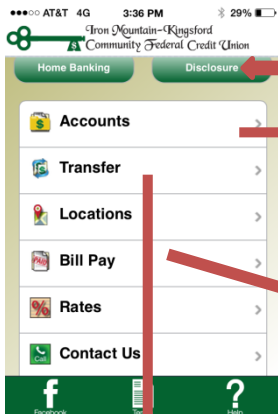 AT&T 4G 3:36 PM 29%
Iron Mountain-Kingsford
Community Federal Credit Union
Home Banking Disclosure
$ Accounts
$ Transfer
Locations
Bill Pay
% Rates
Call Contact Us
f ?
Facebook Help